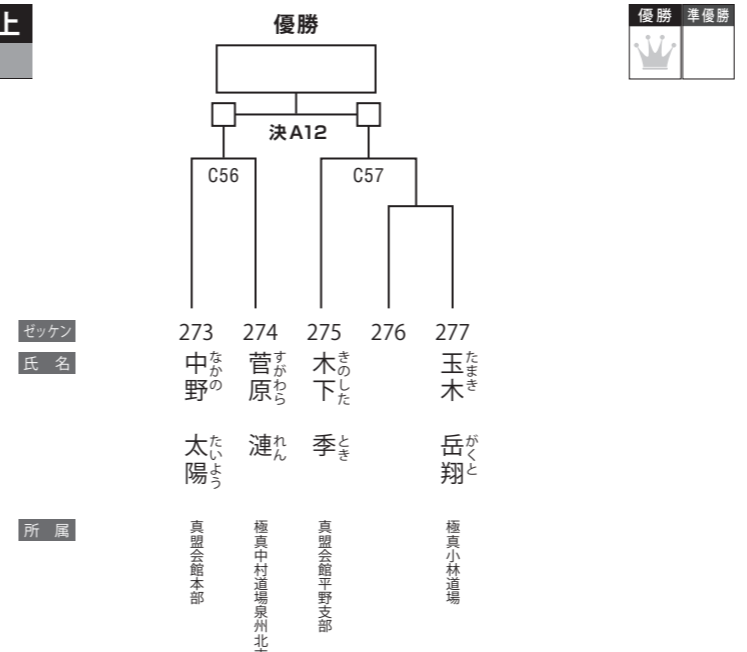 上
優勝
優勝 準優勝
決A12
C56 C57
ゼッケン 273 274 275 276 277
氏名
中野 太陽 なかの たいよう
菅原 漣 すがわら れん
木下 季 きのした とき
玉木 岳翔 たまき がくと
所属
真盟会館本部
極真中村道場泉州北
真盟会館平野支部
極真小林道場